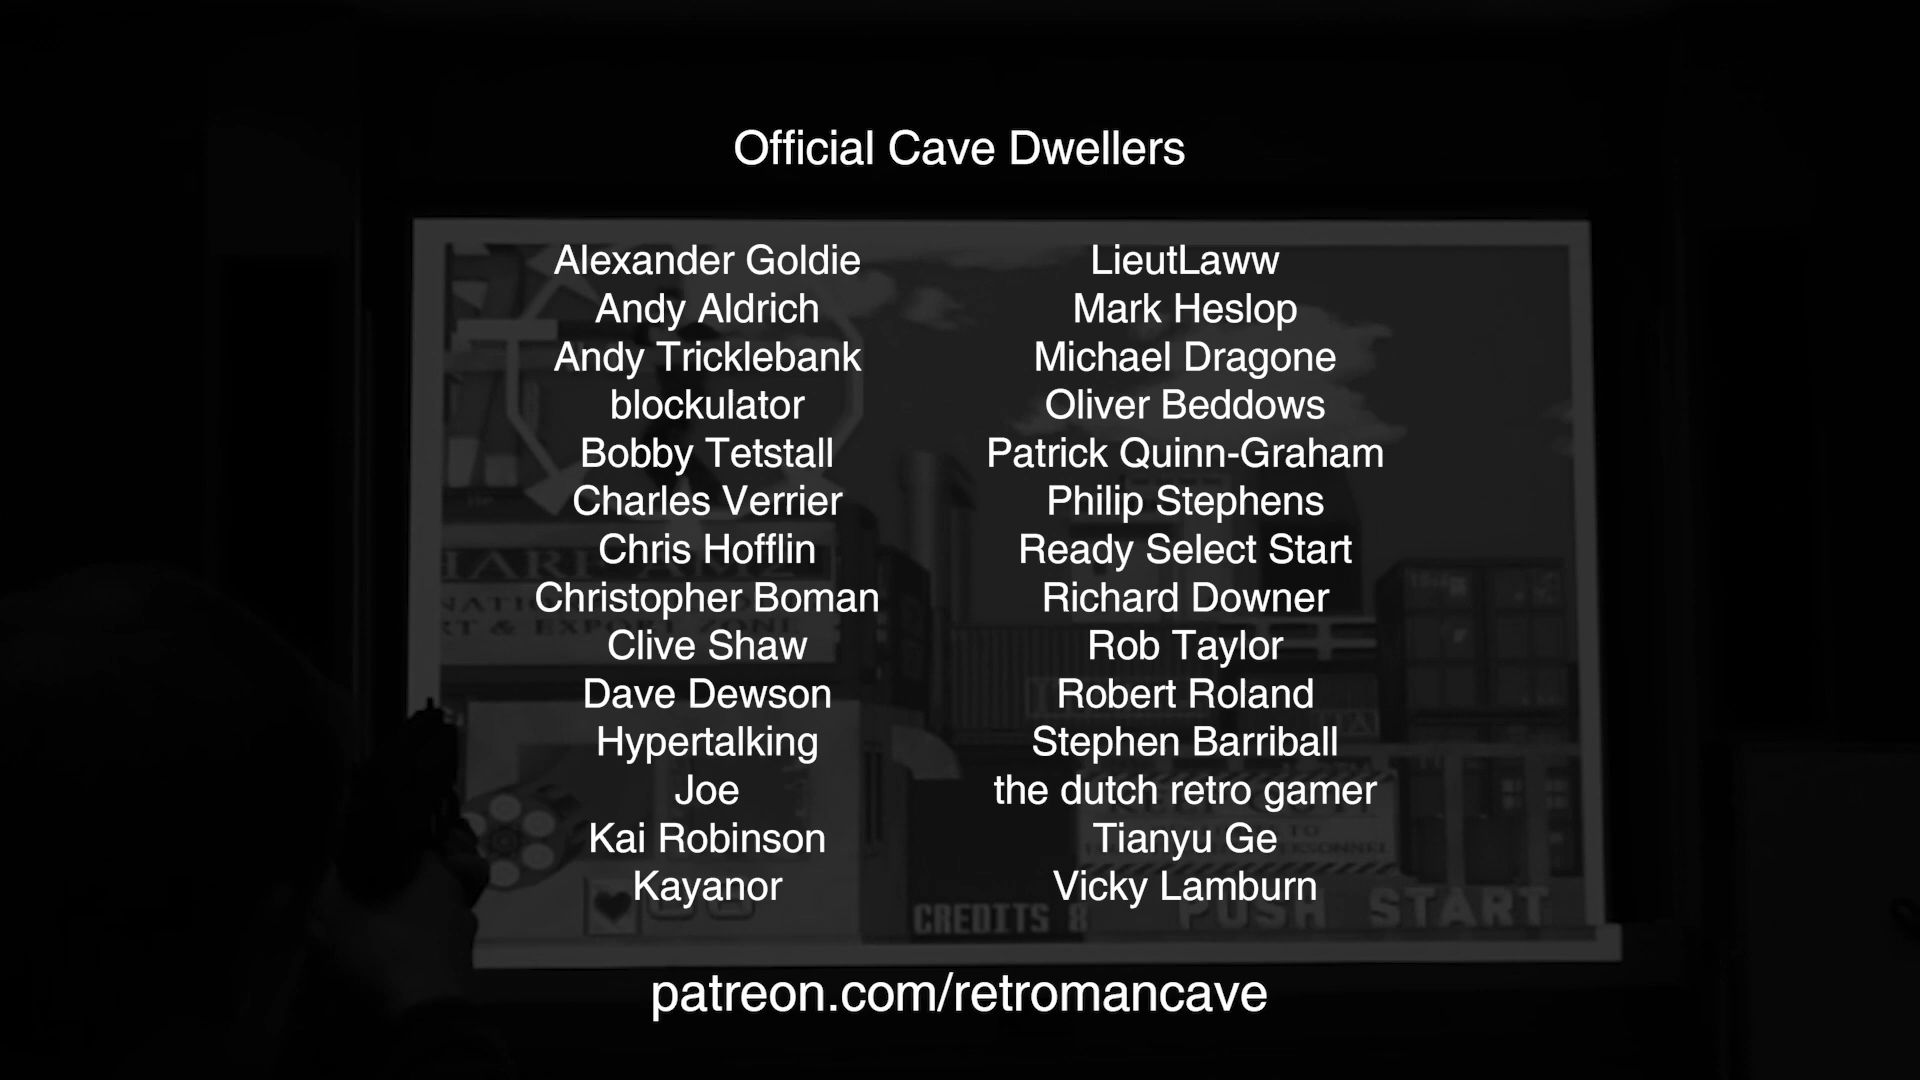 Official Cave Dwellers
Alexander Goldie
Andy Aldrich
Andy Tricklebank
blockulator
Bobby Tetstall
Charles Verrier
Chris Hofflin
Christopher Boman
Clive Shaw
Dave Dewson
Hypertalking
Joe
Kai Robinson
Kayanor
LieutLaww
Mark Heslop
Michael Dragone
Oliver Beddows
Patrick Quinn-Graham
Philip Stephens
Ready Select Start
Richard Downer
Rob Taylor
Robert Roland
Stephen Barriball
the dutch retro gamer
Tianyu Ge
Vicky Lamburn
& EXPORT ZONE
TO
CREDITS 8
PUSH START
patreon.com/retromancave